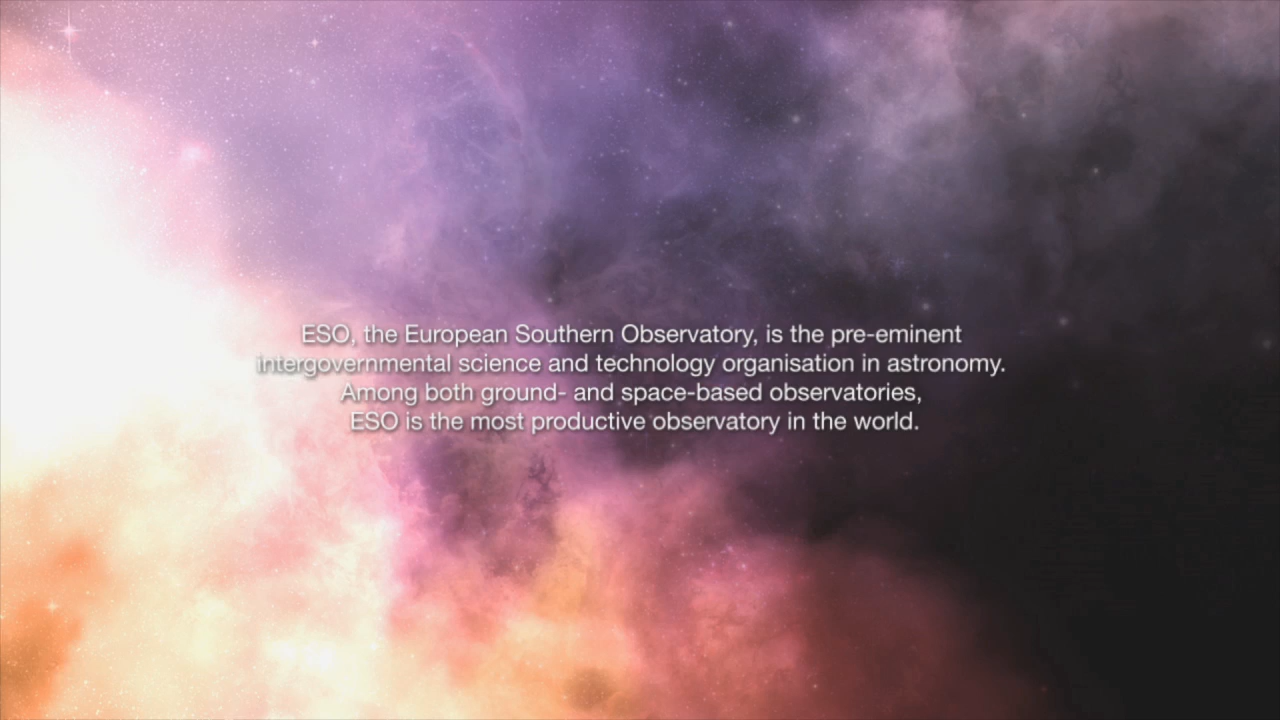 ESO, the European Southern Observatory, is the pre-eminent
intergovernmental science and technology organisation in astronomy.
Among both ground- and space-based observatories,
ESO is the most productive observatory in the world.